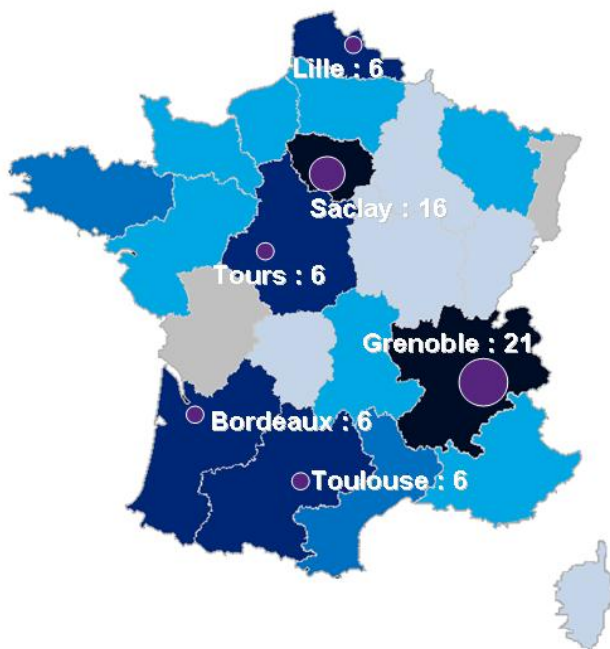 Lille : 6
Saclay : 16
Tours : 6
Grenoble : 21
Bordeaux : 6
Toulouse : 6